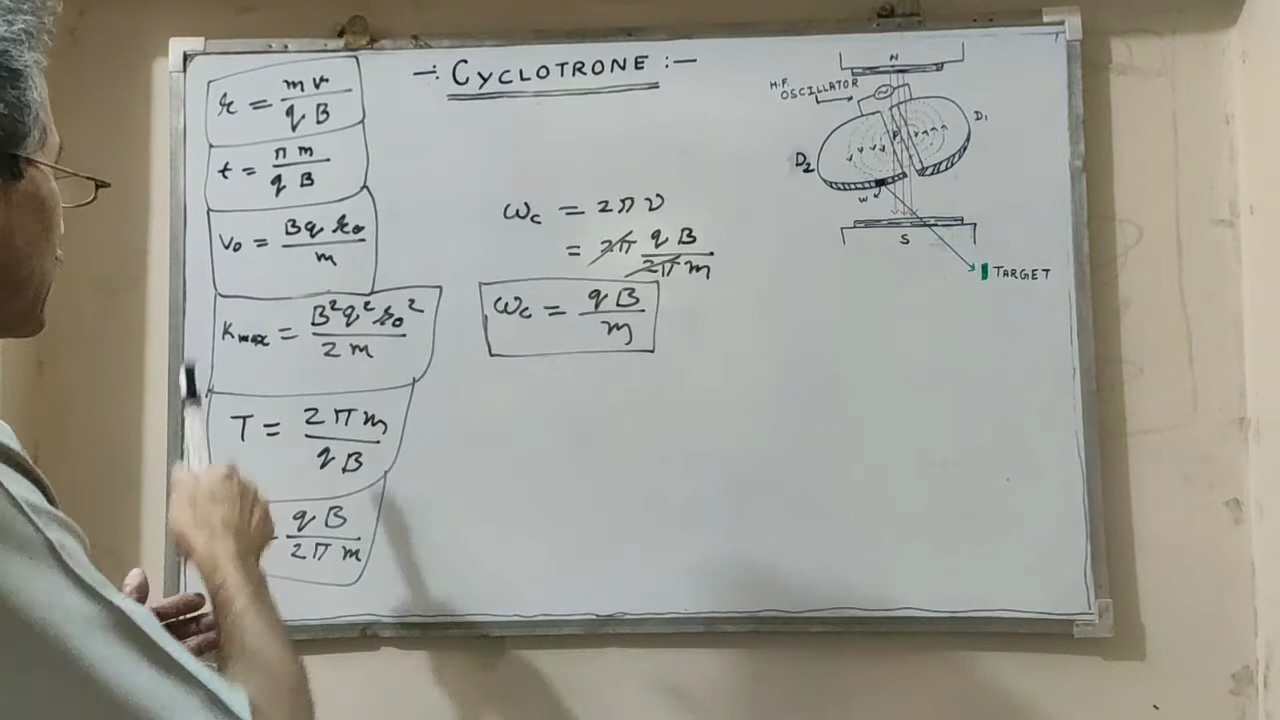 -: CYCLOTRONE :-
r = mv / qB
t = πm / qB
V₀ = Bqr₀ / m
Kmax = B²q²r₀² / 2m
T = 2πm / qB
qB / 2πm
ωc = 2πν
= 2π qB / 2πm
ωc = qB / m
N
H.F.
OSCILLATOR
D₁
D₂
P
W
S
TARGET